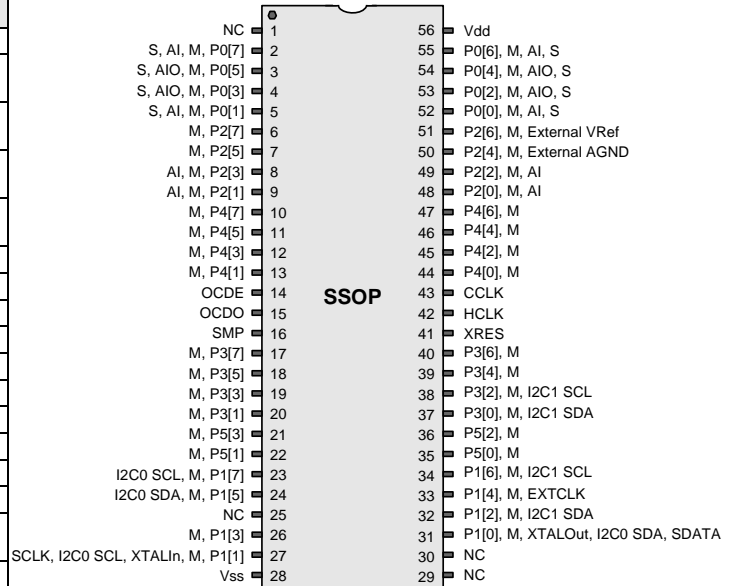 NC 1 56 Vdd
S, AI, M, P0[7] 2 55 P0[6], M, AI, S
S, AIO, M, P0[5] 3 54 P0[4], M, AIO, S
S, AIO, M, P0[3] 4 53 P0[2], M, AIO, S
S, AI, M, P0[1] 5 52 P0[0], M, AI, S
M, P2[7] 6 51 P2[6], M, External VRef
M, P2[5] 7 50 P2[4], M, External AGND
AI, M, P2[3] 8 49 P2[2], M, AI
AI, M, P2[1] 9 48 P2[0], M, AI
M, P4[7] 10 47 P4[6], M
M, P4[5] 11 46 P4[4], M
M, P4[3] 12 45 P4[2], M
M, P4[1] 13 44 P4[0], M
OCDE 14 SSOP 43 CCLK
OCDO 15 42 HCLK
SMP 16 41 XRES
M, P3[7] 17 40 P3[6], M
M, P3[5] 18 39 P3[4], M
M, P3[3] 19 38 P3[2], M, I2C1 SCL
M, P3[1] 20 37 P3[0], M, I2C1 SDA
M, P5[3] 21 36 P5[2], M
M, P5[1] 22 35 P5[0], M
I2C0 SCL, M, P1[7] 23 34 P1[6], M, I2C1 SCL
I2C0 SDA, M, P1[5] 24 33 P1[4], M, EXTCLK
NC 25 32 P1[2], M, I2C1 SDA
M, P1[3] 26 31 P1[0], M, XTALOut, I2C0 SDA, SDATA
SCLK, I2C0 SCL, XTALIn, M, P1[1] 27 30 NC
Vss 28 29 NC